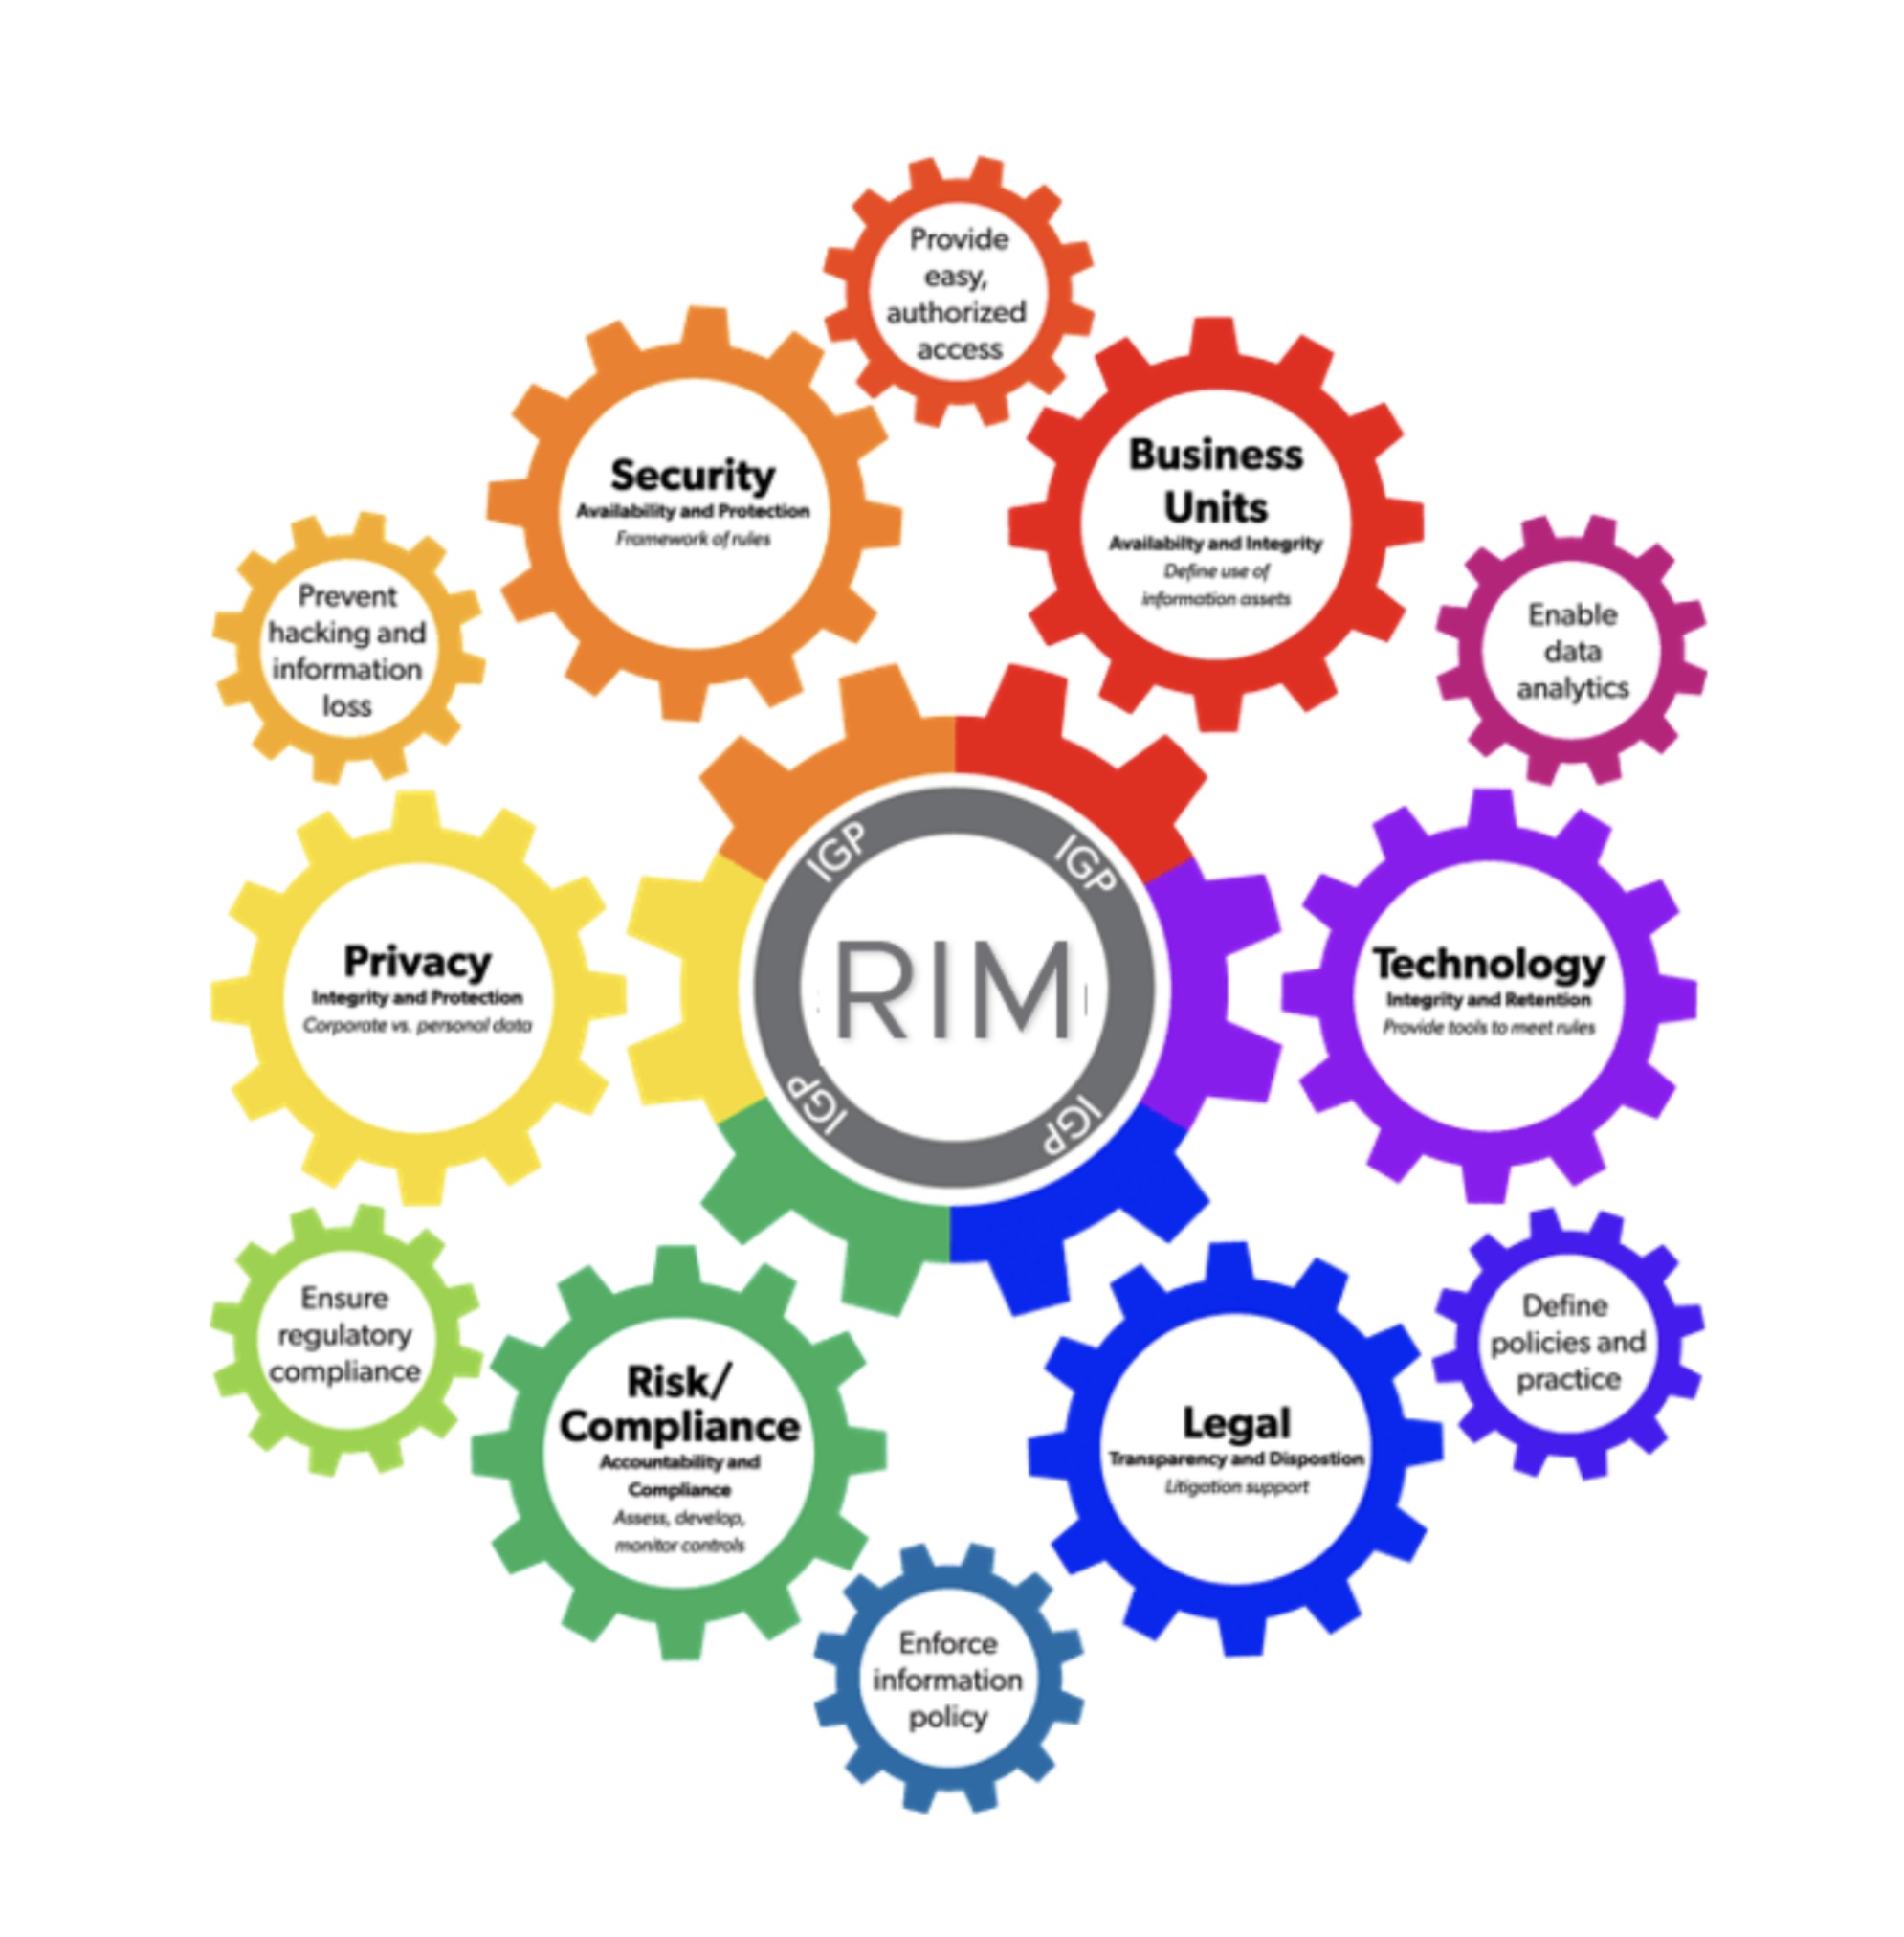 Provide
easy,
authorized
access
Security
Availability and Protection
Framework of rules
Business
Units
Availabilty and Integrity
Define use of
information assets
Prevent
hacking and
information
loss
Enable
data
analytics
IGP
IGP
RIM
IGP
IGP
Privacy
Integrity and Protection
Corporate vs. personal data
Technology
Integrity and Retention
Provide tools to meet rules
Ensure
regulatory
compliance
Define
policies and
practice
Risk/
Compliance
Accountability and
Compliance
Assess, develop,
monitor controls
Legal
Transparency and Dispostion
Litigation support
Enforce
information
policy